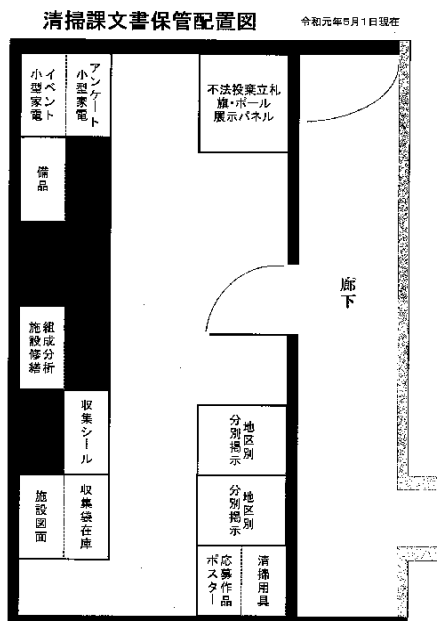 清掃課文書保管配置図
令和元年5月1日現在
イベント
小型家電
アンケート
小型家電
不法投棄立札
旗・ポール
展示パネル
備品
廊下
組成分析
施設修繕
収集シール
地区別
分別掲示
施設図面
収集袋在庫
地区別
分別掲示
応募作品
ポスター
清掃用具